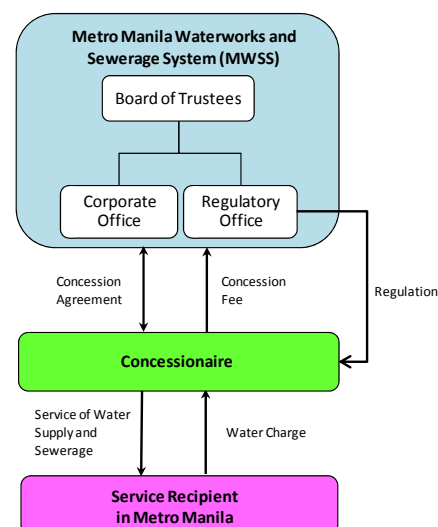 Metro Manila Waterworks and
Sewerage System (MWSS)
Board of Trustees
Corporate
Office
Regulatory
Office
Concession
Agreement
Concession
Fee
Regulation
Concessionaire
Service of Water
Supply and
Sewerage
Water Charge
Service Recipient
in Metro Manila